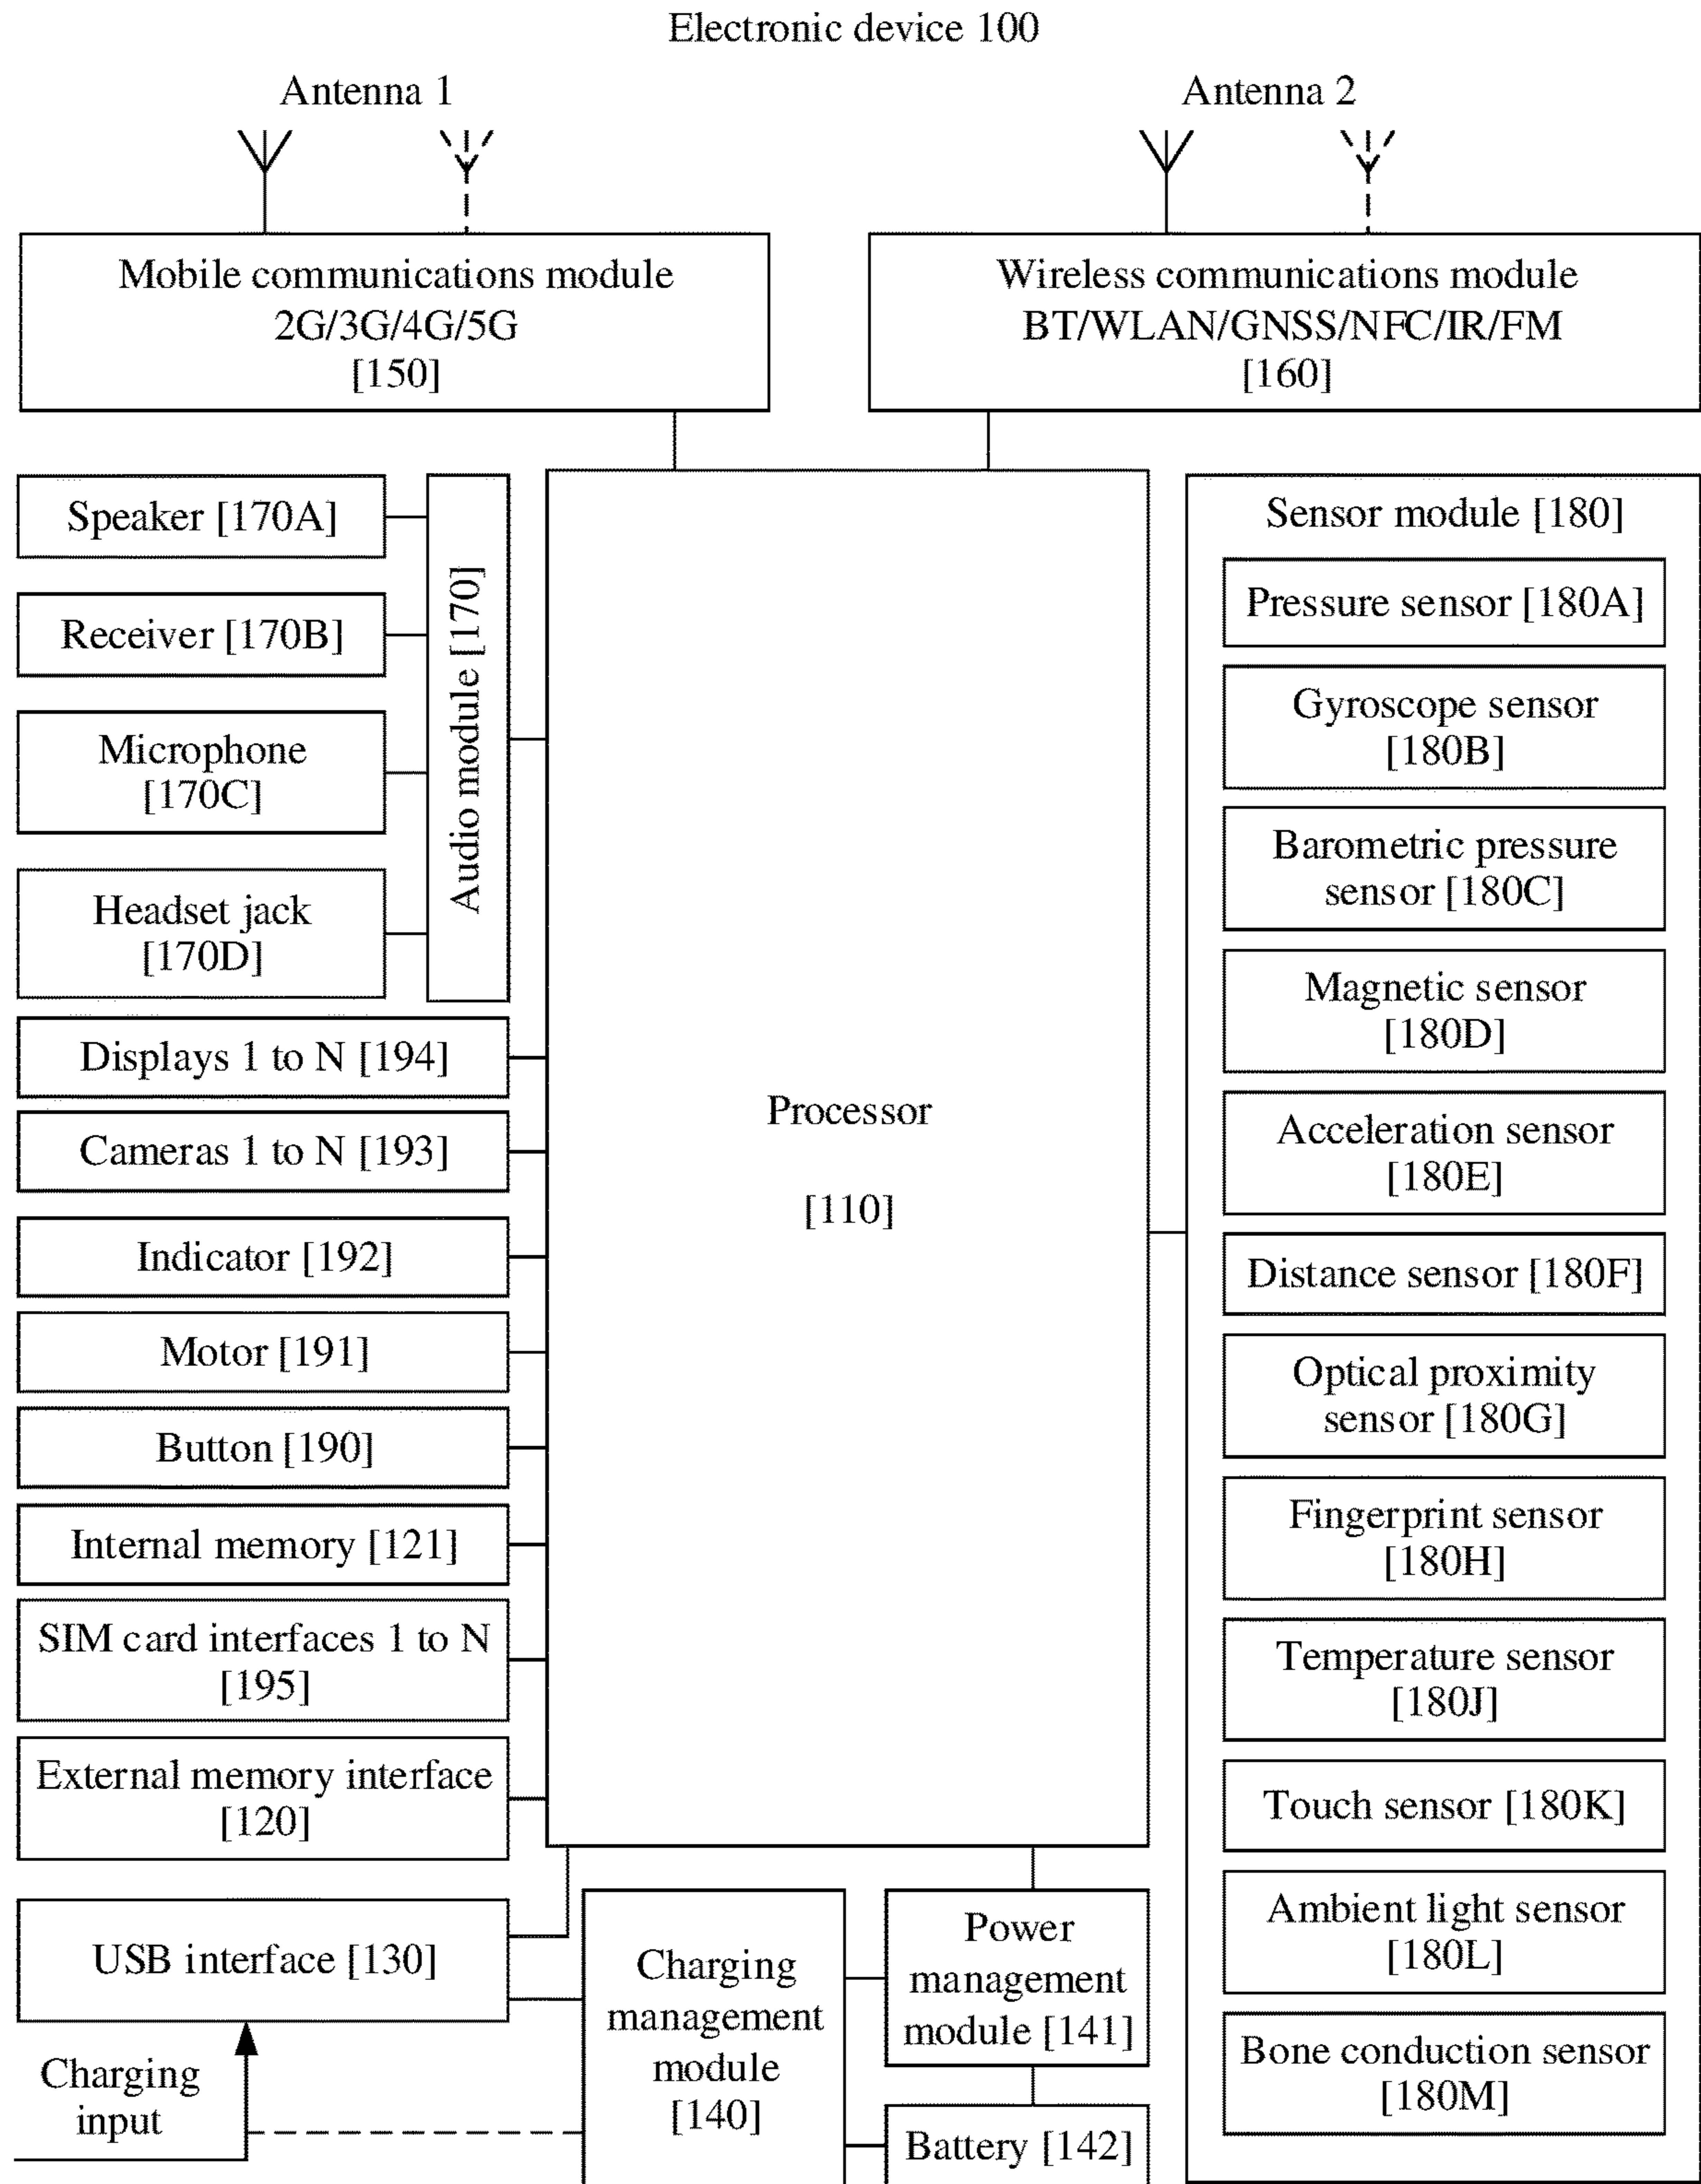 Electronic device 100
Antenna 1
Antenna 2
Mobile communications module
2G/3G/4G/5G
[150]
Wireless communications module
BT/WLAN/GNSS/NFC/IR/FM
[160]
Speaker [170A]
Receiver [170B]
Microphone
[170C]
Headset jack
[170D]
Audio module [170]
Displays 1 to N [194]
Cameras 1 to N [193]
Indicator [192]
Motor [191]
Button [190]
Internal memory [121]
SIM card interfaces 1 to N
[195]
External memory interface
[120]
USB interface [130]
Charging
input
Processor
[110]
Charging
management
module
[140]
Power
management
module [141]
Battery [142]
Sensor module [180]
Pressure sensor [180A]
Gyroscope sensor
[180B]
Barometric pressure
sensor [180C]
Magnetic sensor
[180D]
Acceleration sensor
[180E]
Distance sensor [180F]
Optical proximity
sensor [180G]
Fingerprint sensor
[180H]
Temperature sensor
[180J]
Touch sensor [180K]
Ambient light sensor
[180L]
Bone conduction sensor
[180M]